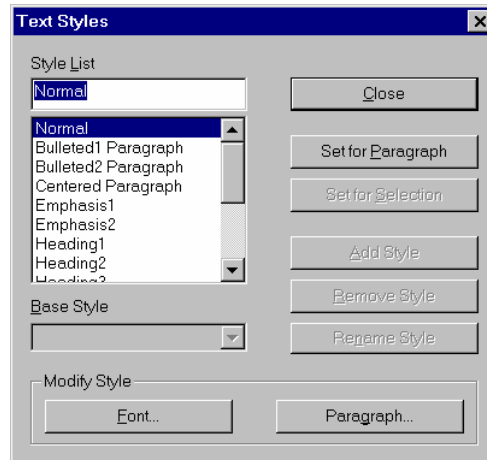 Text Styles
Style List
Normal
Close
Normal
Bulleted1 Paragraph
Bulleted2 Paragraph
Centered Paragraph
Emphasis1
Emphasis2
Heading1
Heading2
Heading3
Set for Paragraph
Set for Selection
Add Style
Remove Style
Rename Style
Base Style
Modify Style
Font...
Paragraph...